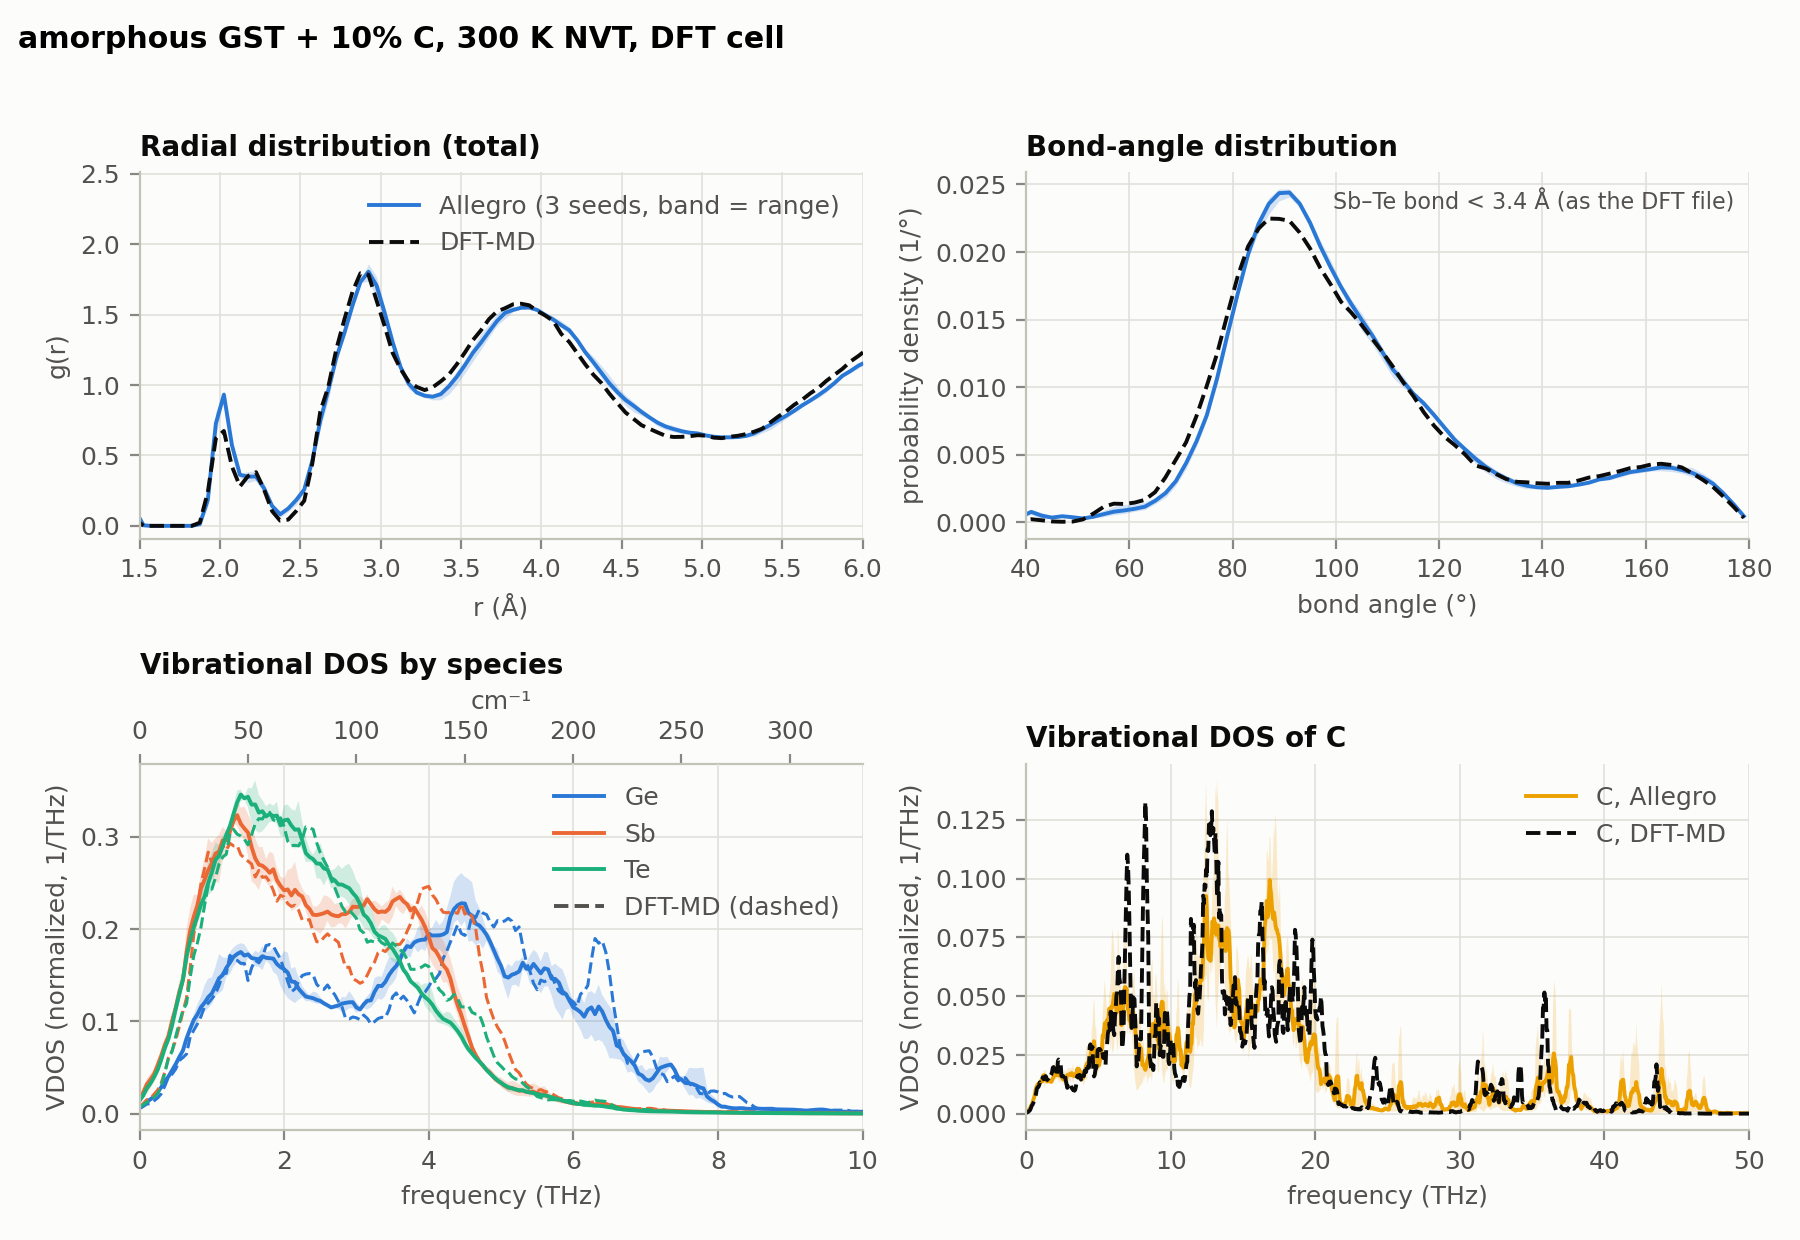 amorphous GST + 10% C, 300 K NVT, DFT cell
Radial distribution (total)
2.5
2.0
1.5
1.0
0.5
0.0
g(r)
Allegro (3 seeds, band = range)
DFT-MD
1.5 2.0 2.5 3.0 3.5 4.0 4.5 5.0 5.5 6.0
r (Å)
Bond-angle distribution
0.025
0.020
0.015
0.010
0.005
0.000
probability density (1/°)
Sb–Te bond < 3.4 Å (as the DFT file)
40 60 80 100 120 140 160 180
bond angle (°)
Vibrational DOS by species
cm⁻¹
0 50 100 150 200 250 300
0.3
0.2
0.1
0.0
VDOS (normalized, 1/THz)
Ge
Sb
Te
DFT-MD (dashed)
0 2 4 6 8 10
frequency (THz)
Vibrational DOS of C
0.125
0.100
0.075
0.050
0.025
0.000
VDOS (normalized, 1/THz)
C, Allegro
C, DFT-MD
0 10 20 30 40 50
frequency (THz)